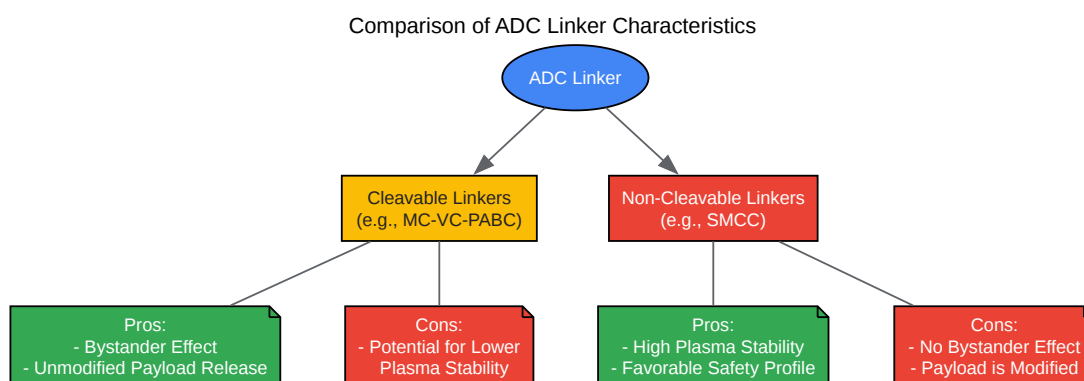 Comparison of ADC Linker Characteristics
ADC Linker
Cleavable Linkers
(e.g., MC-VC-PABC)
Non-Cleavable Linkers
(e.g., SMCC)
Pros:
- Bystander Effect
- Unmodified Payload Release
Cons:
- Potential for Lower
Plasma Stability
Pros:
- High Plasma Stability
- Favorable Safety Profile
Cons:
- No Bystander Effect
- Payload is Modified